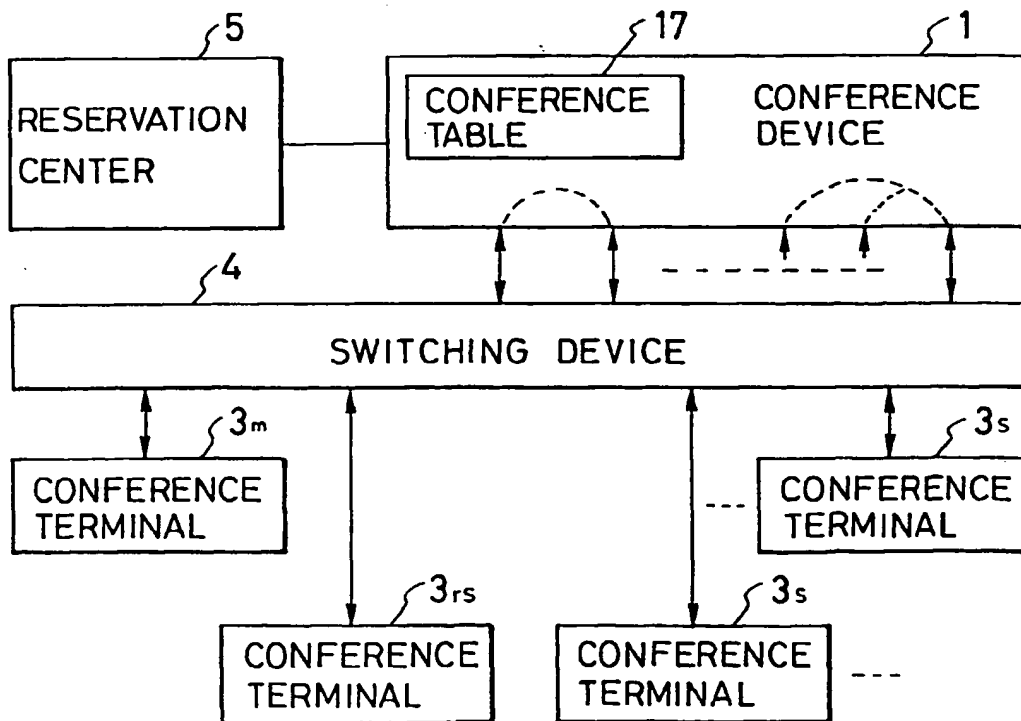 5
17
1
RESERVATION
CENTER
CONFERENCE
TABLE
CONFERENCE
DEVICE
4
SWITCHING DEVICE
3m
3s
CONFERENCE
TERMINAL
CONFERENCE
TERMINAL
3rs
3s
CONFERENCE
TERMINAL
CONFERENCE
TERMINAL